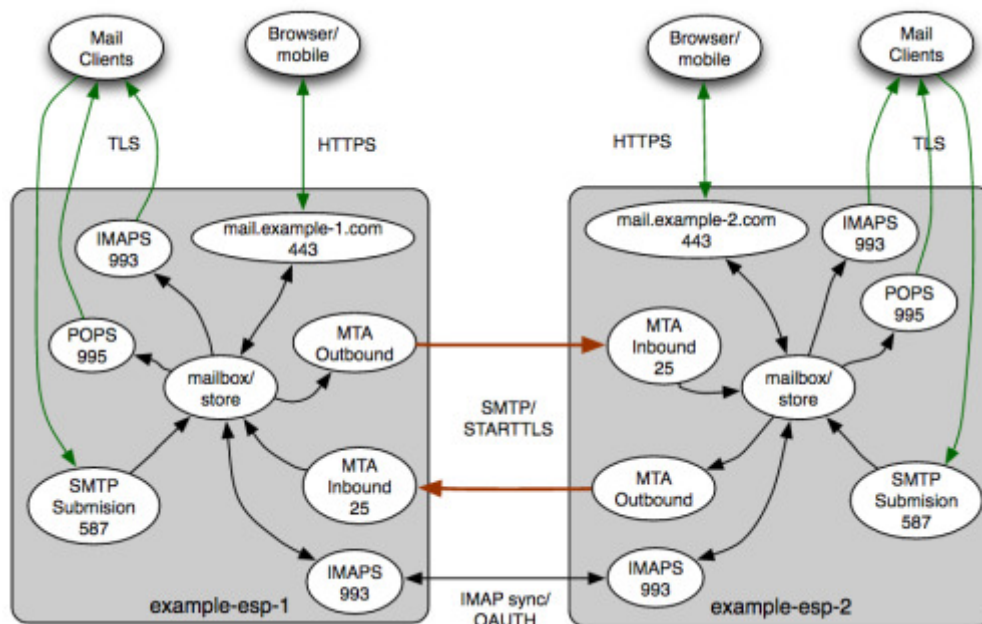 Mail
Clients
Browser/
mobile
Browser/
mobile
Mail
Clients
TLS
HTTPS
HTTPS
TLS
IMAPS
993
mail.example-1.com
443
mail.example-2.com
443
IMAPS
993
POPS
995
MTA
Outbound
MTA
Inbound
25
POPS
995
mailbox/
store
mailbox/
store
SMTP/
STARTTLS
SMTP
Submision
587
MTA
Inbound
25
MTA
Outbound
SMTP
Submision
587
IMAPS
993
IMAPS
993
example-esp-1
IMAP sync/
OAUTH
example-esp-2